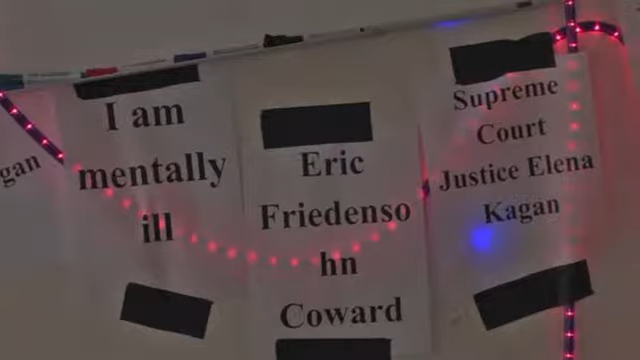 gan
I am
mentally
ill
Eric
Friedenso
hn
Coward
Supreme
Court
Justice Elena
Kagan